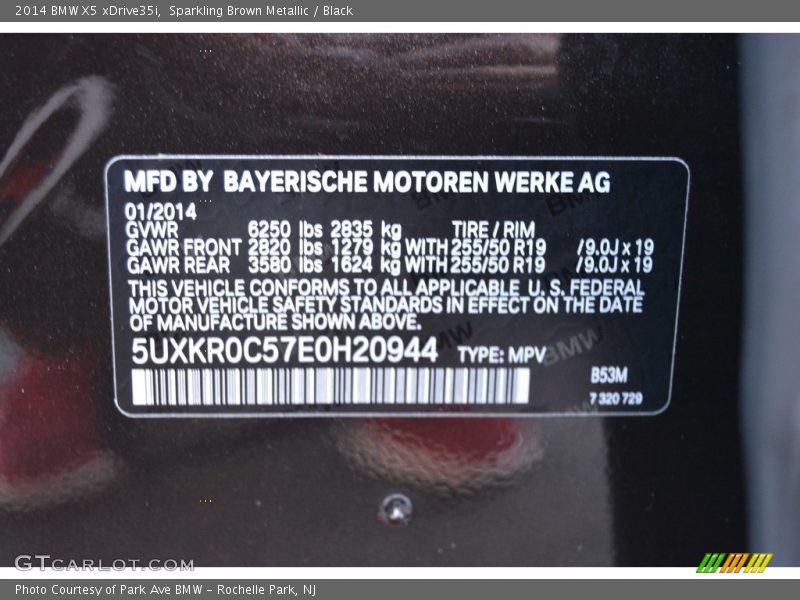 2014 BMW X5 xDrive35i, Sparkling Brown Metallic / Black
MFD BY BAYERISCHE MOTOREN WERKE AG
01/2014
GVWR 6250 lbs 2835 kg TIRE / RIM
GAWR FRONT 2820 lbs 1279 kg WITH 255/50 R19 /9.0J x 19
GAWR REAR 3580 lbs 1624 kg WITH 255/50 R19 /9.0J x 19
THIS VEHICLE CONFORMS TO ALL APPLICABLE U. S. FEDERAL
MOTOR VEHICLE SAFETY STANDARDS IN EFFECT ON THE DATE
OF MANUFACTURE SHOWN ABOVE.
5UXKR0C57E0H20944 TYPE: MPV
B53M
7 320 729
GTCARLOT.COM
Photo Courtesy of Park Ave BMW - Rochelle Park, NJ